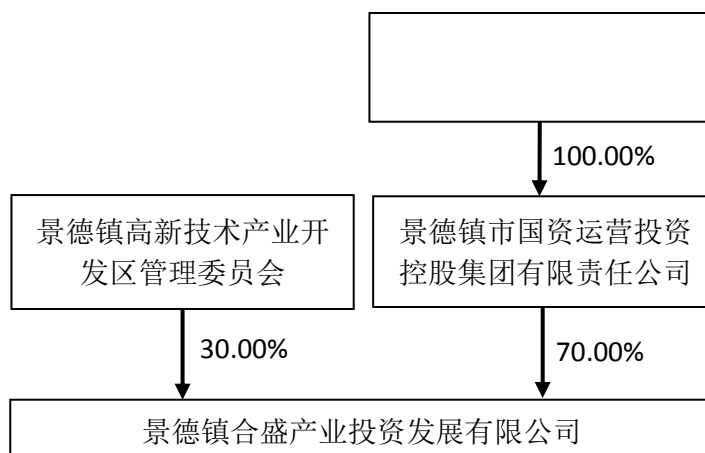 100.00%
景德镇高新技术产业开
发区管理委员会
景德镇市国资运营投资
控股集团有限责任公司
30.00%
70.00%
景德镇合盛产业投资发展有限公司